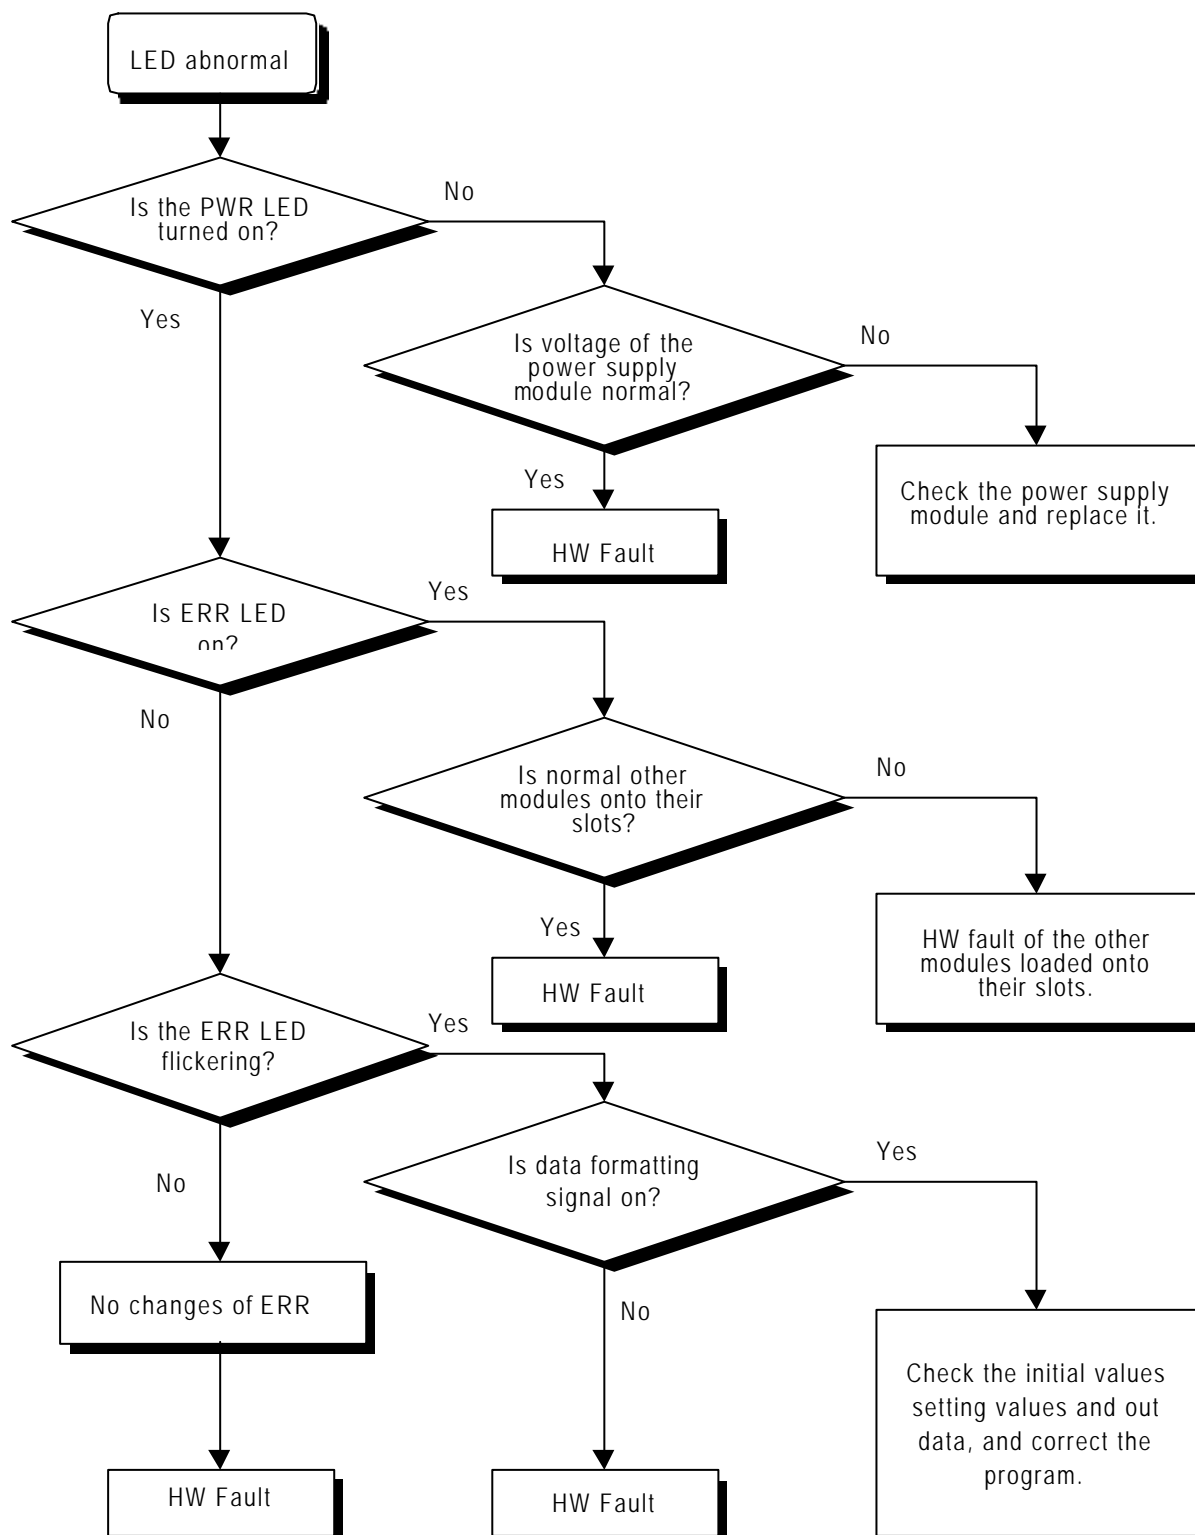 LED abnormal
Is the PWR LED
turned on?
No
Yes
Is voltage of the
power supply
module normal?
No
Yes
Check the power supply
module and replace it.
HW Fault
Is ERR LED
on?
Yes
No
Is normal other
modules onto their
slots?
No
Yes
HW fault of the other
modules loaded onto
their slots.
HW Fault
Is the ERR LED
flickering?
Yes
No
Is data formatting
signal on?
Yes
No
No changes of ERR
Check the initial values
setting values and out
data, and correct the
program.
HW Fault
HW Fault